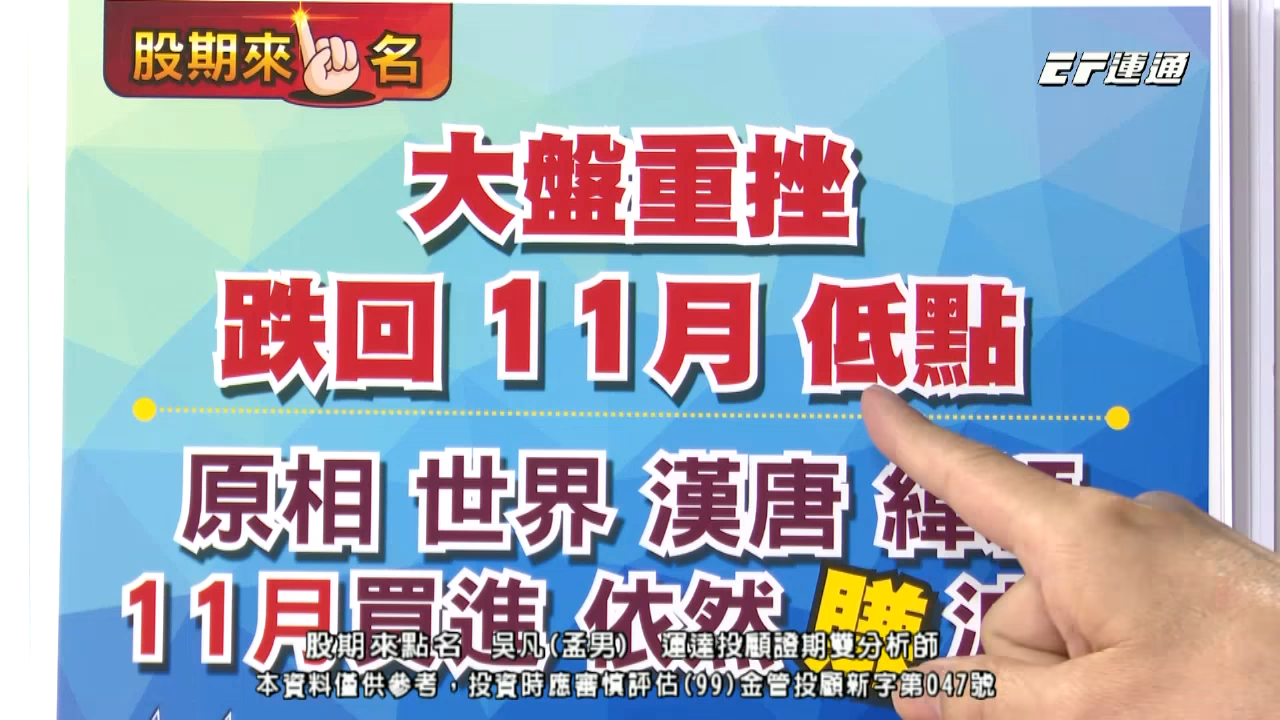 股期來名
EF運通
大盤重挫
跌回 11月 低點
原相 世界 漢唐 緯
11月買進 依然 賺
股期來點名 吳凡(孟男) 運達投顧證期雙分析師
本資料僅供參考，投資時應審慎評估(99)金管投顧新字第047號